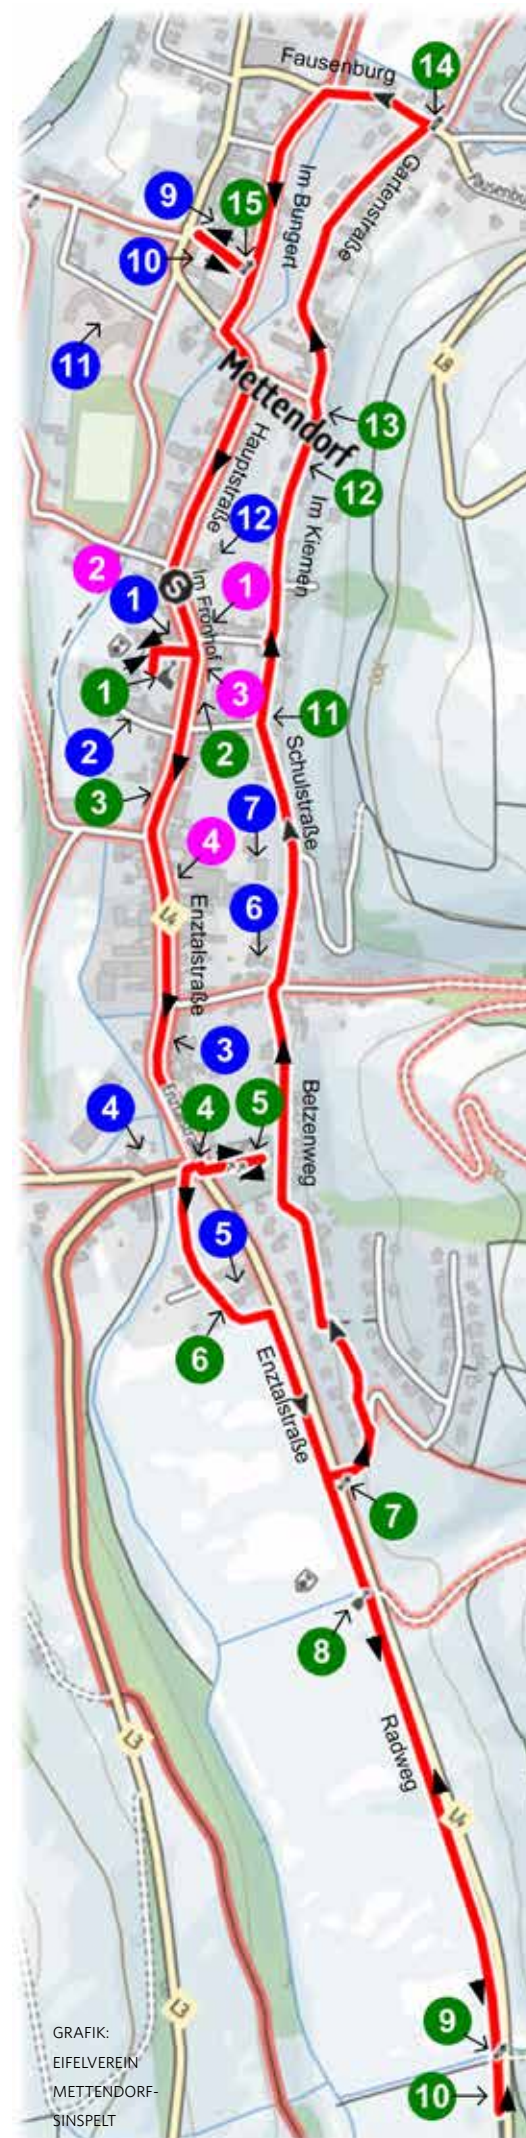 Fausenburg
14
Gartenstraße
9
15
Im Bungert
10
11
L8
Mettendorf
13
Hauptstraße
12
Im Kiemen
12
2
S
1
Im Fronhof
1
1
3
2
2
11
3
Schulstraße
7
4
6
L4
Enztalstraße
3
Betzenweg
4
4
5
5
6
Enztalstraße
7
8
Radweg
L3
L4
L3
9
10
GRAFIK:
EIFELVEREIN
METTENDORF-
SINSPELT